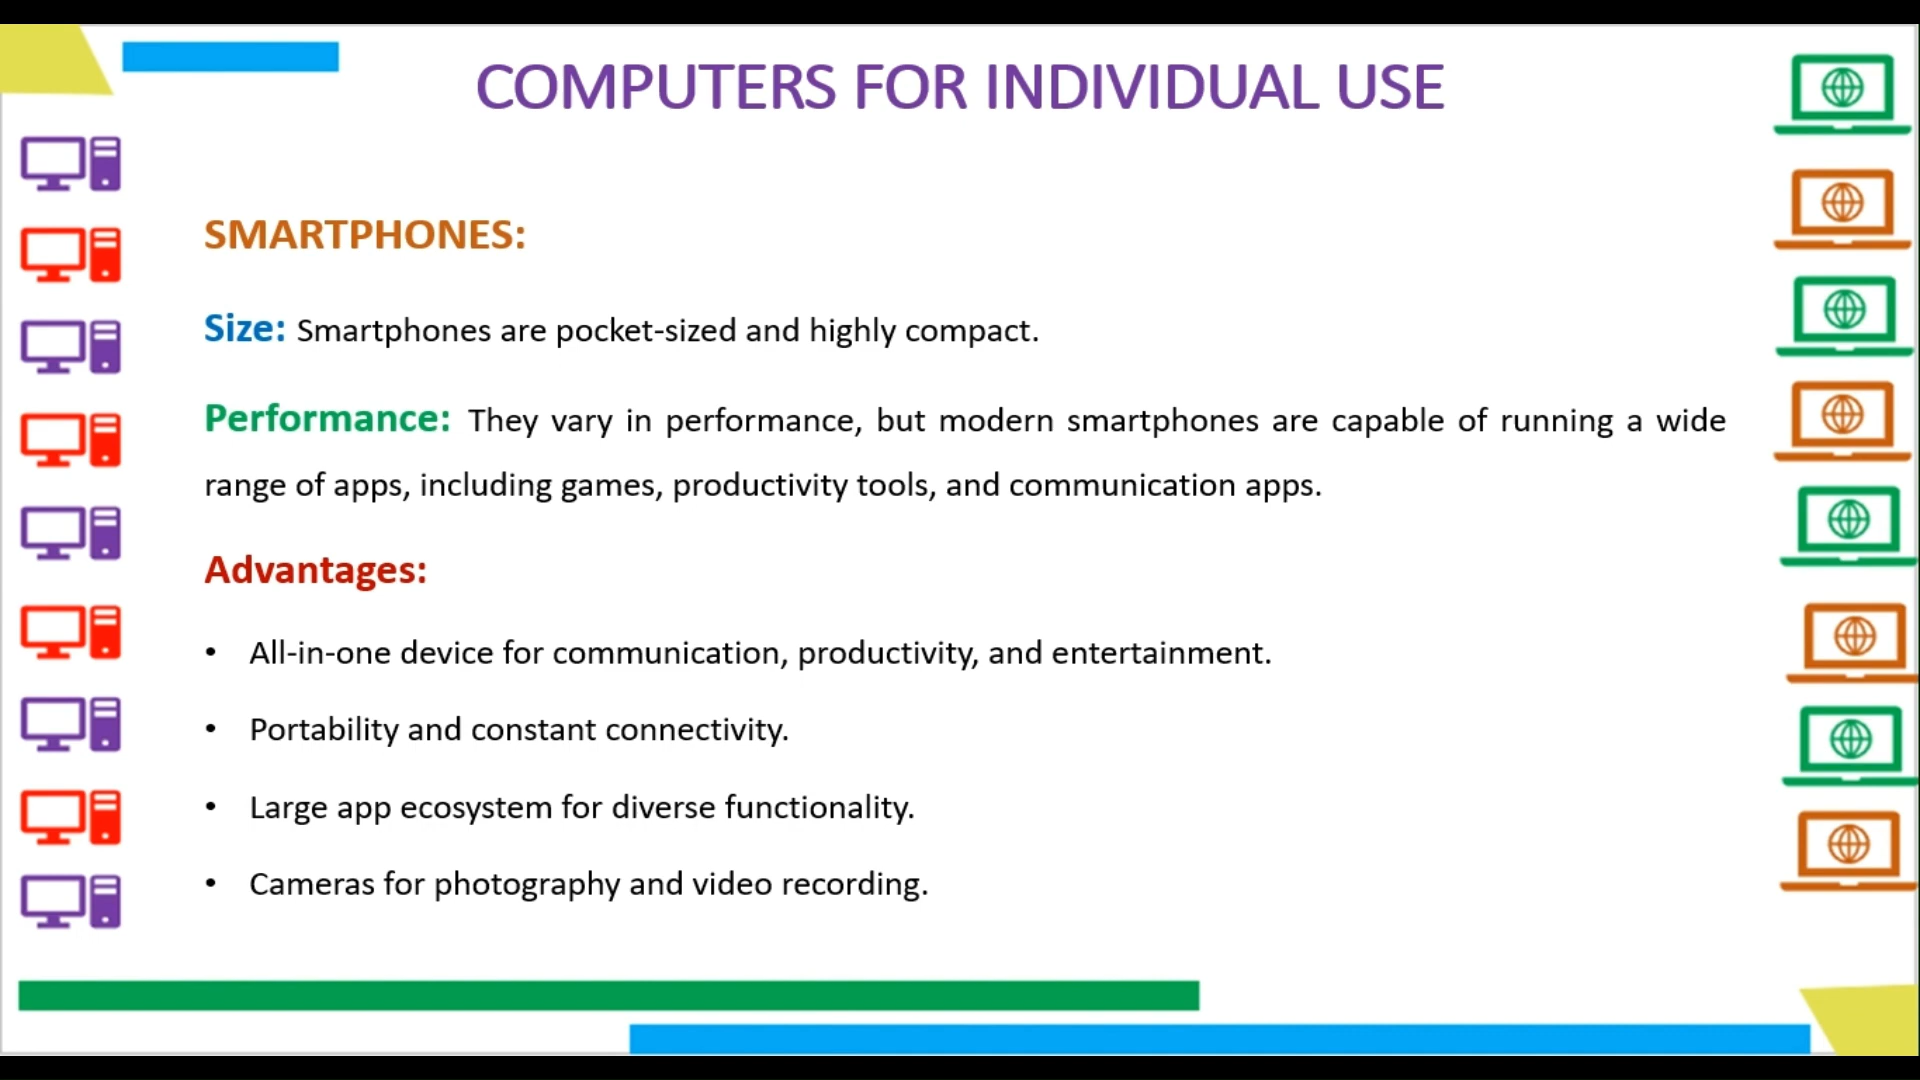 COMPUTERS FOR INDIVIDUAL USE
SMARTPHONES:
Size: Smartphones are pocket-sized and highly compact.
Performance: They vary in performance, but modern smartphones are capable of running a wide
range of apps, including games, productivity tools, and communication apps.
Advantages:
• All-in-one device for communication, productivity, and entertainment.
• Portability and constant connectivity.
• Large app ecosystem for diverse functionality.
• Cameras for photography and video recording.